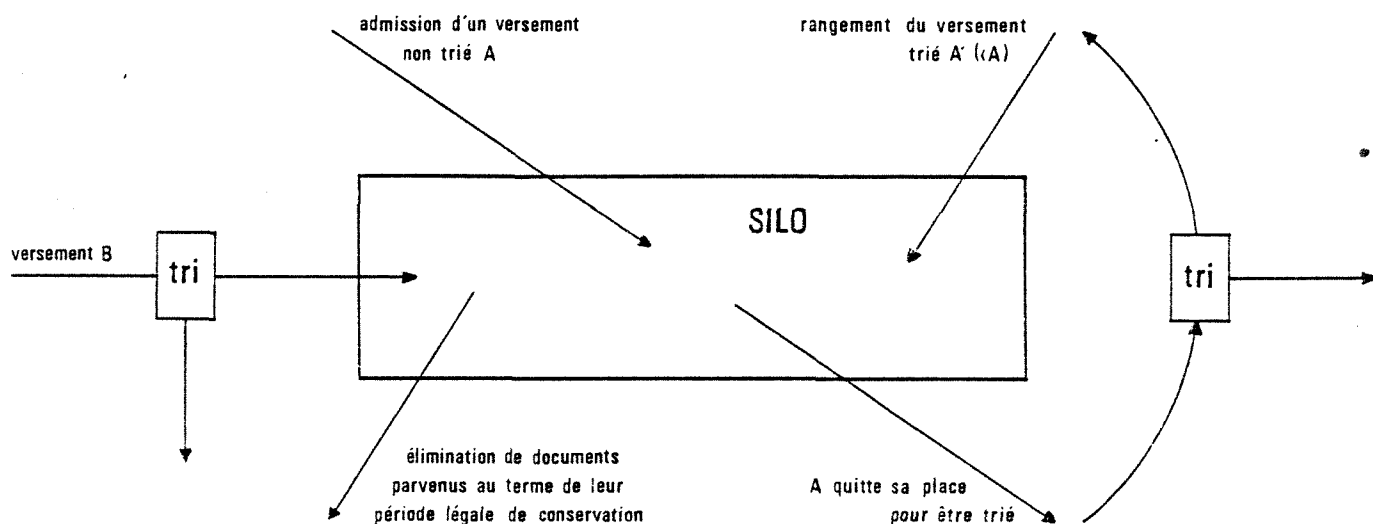 admission d'un versement
non trié A
rangement du versement
trié A' (‹A)
SILO
versement B
tri
tri
élimination de documents
parvenus au terme de leur
période légale de conservation
A quitte sa place
pour être trié